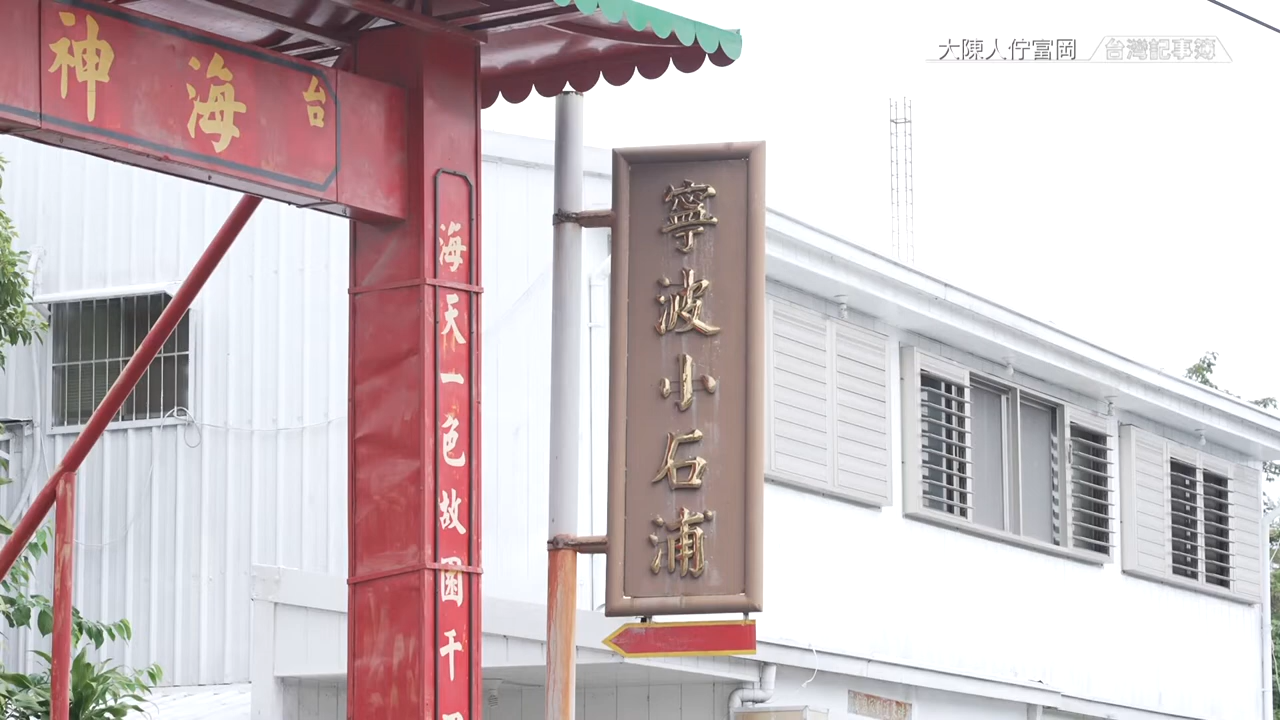 大陳人佇富岡 台灣記事簿
神海台
海天一色故園千
寧波小石浦